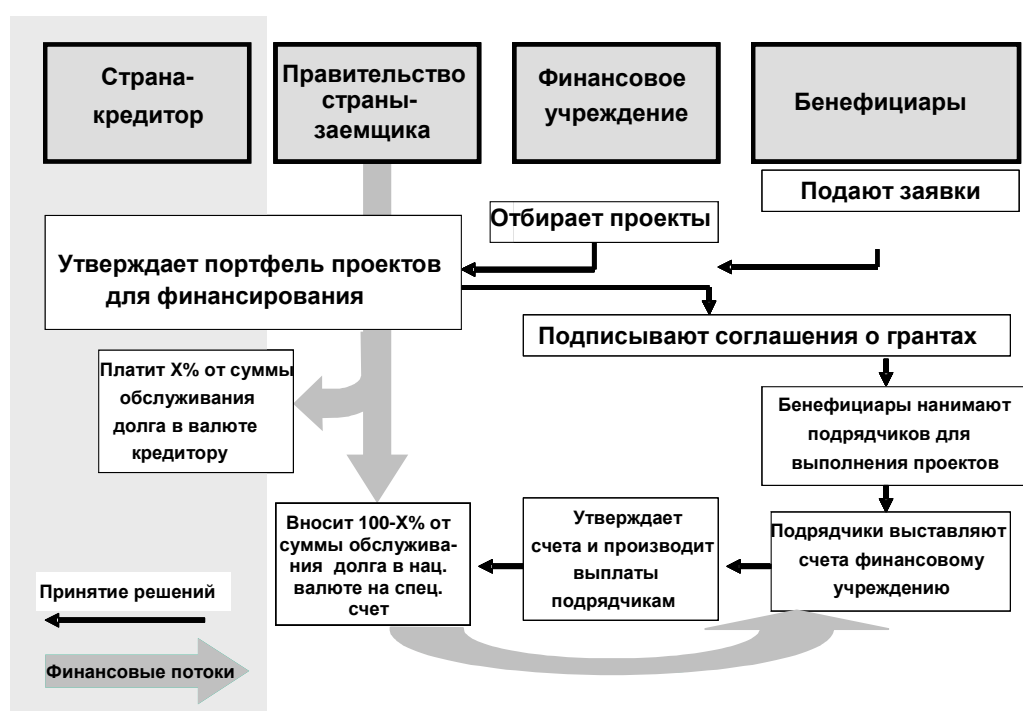 Страна-
кредитор
Правительство
страны-
заемщика
Финансовое
учреждение
Бенефициары
Подают заявки
Отбирает проекты
Утверждает портфель проектов
для финансирования
Подписывают соглашения о грантах
Платит X% от суммы
обслуживания
долга в валюте
кредитору
Бенефициары нанимают
подрядчиков для
выполнения проектов
Вносит 100-X% от
суммы обслужива-
ния долга в нац.
валюте на спец.
счет
Утверждает
счета и производит
выплаты
подрядчикам
Подрядчики выставляют
счета финансовому
учреждению
Принятие решений
Финансовые потоки